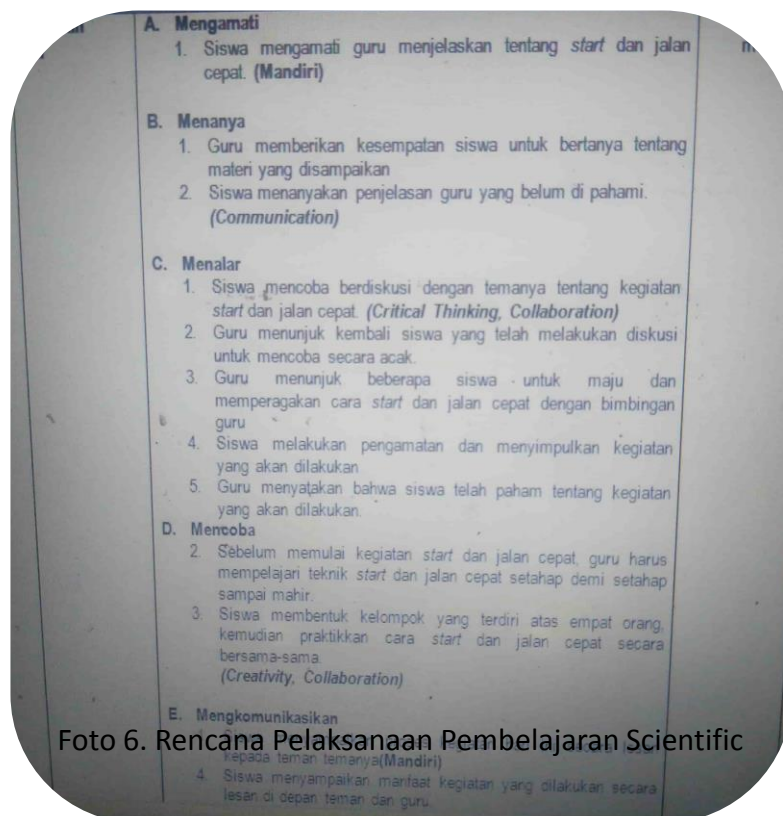 A. Mengamati
1. Siswa mengamati guru menjelaskan tentang start dan jalan
cepat. (Mandiri)
B. Menanya
1. Guru memberikan kesempatan siswa untuk bertanya tentang
materi yang disampaikan
2. Siswa menanyakan penjelasan guru yang belum di pahami.
(Communication)
C. Menalar
1. Siswa mencoba berdiskusi dengan temanya tentang kegiatan
start dan jalan cepat. (Critical Thinking, Collaboration)
2. Guru menunjuk kembali siswa yang telah melakukan diskusi
untuk mencoba secara acak.
3. Guru menunjuk beberapa siswa untuk maju dan
memperagakan cara start dan jalan cepat dengan bimbingan
guru
4. Siswa melakukan pengamatan dan menyimpulkan kegiatan
yang akan dilakukan
5. Guru menyatakan bahwa siswa telah paham tentang kegiatan
yang akan dilakukan.
D. Mencoba
2. Sebelum memulai kegiatan start dan jalan cepat, guru harus
mempelajari teknik start dan jalan cepat setahap demi setahap
sampai mahir.
3. Siswa membentuk kelompok yang terdiri atas empat orang,
kemudian praktikkan cara start dan jalan cepat secara
bersama-sama.
(Creativity, Collaboration)
E. Mengkomunikasikan
Foto 6. Rencana Pelaksanaan Pembelajaran Scientific
kepada teman temanya(Mandiri)
4. Siswa menyampaikan manfaat kegiatan yang dilakukan secara
lesan di depan teman dan guru.